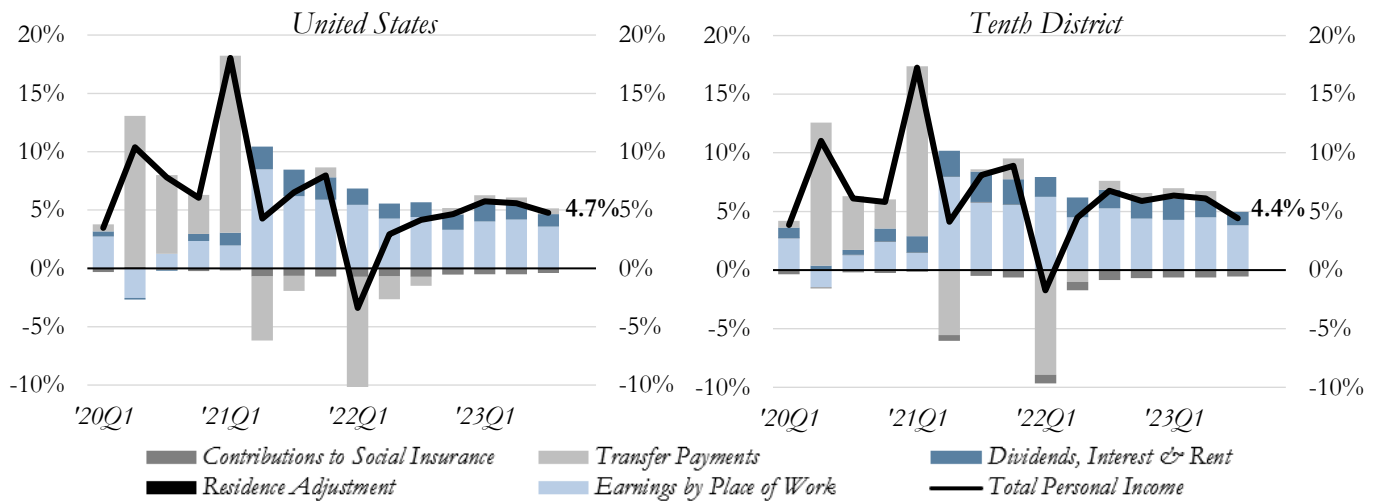 United States
Tenth District
20% 20% 20% 20%
15% 15% 15% 15%
10% 10% 10% 10%
5% 4.7% 5% 5% 4.4% 5%
0% 0% 0% 0%
-5% -5% -5% -5%
-10% -10% -10% -10%
'20Q1 '21Q1 '22Q1 '23Q1 '20Q1 '21Q1 '22Q1 '23Q1
Contributions to Social Insurance Transfer Payments Dividends, Interest & Rent
Residence Adjustment Earnings by Place of Work Total Personal Income